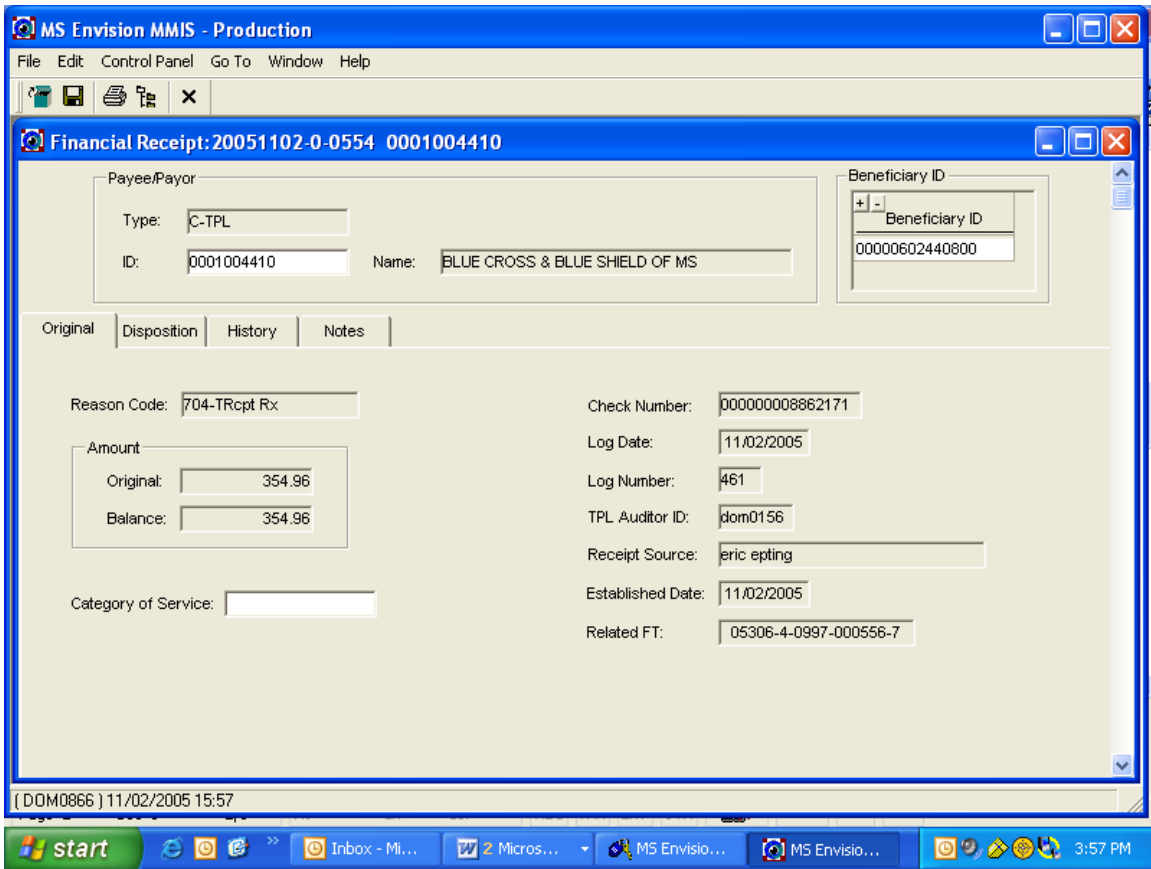 MS Envision MMIS - Production
File Edit Control Panel Go To Window Help
Financial Receipt: 20051102-0-0554 0001004410
Payee/Payor
Beneficiary ID
Type: C-TPL
+ - Beneficiary ID
ID: 0001004410 Name: BLUE CROSS & BLUE SHIELD OF MS
00000602440800
Original Disposition History Notes
Reason Code: 704-TRcpt Rx
Check Number: 000000008862171
Amount
Log Date: 11/02/2005
Original: 354.96
Log Number: 461
Balance: 354.96
TPL Auditor ID: dom0156
Receipt Source: eric epting
Category of Service:
Established Date: 11/02/2005
Related FT: 05306-4-0997-000556-7
( DOM0866 ) 11/02/2005 15:57
start Inbox - Mi... 2 Micros... MS Envisio... MS Envisio... 3:57 PM